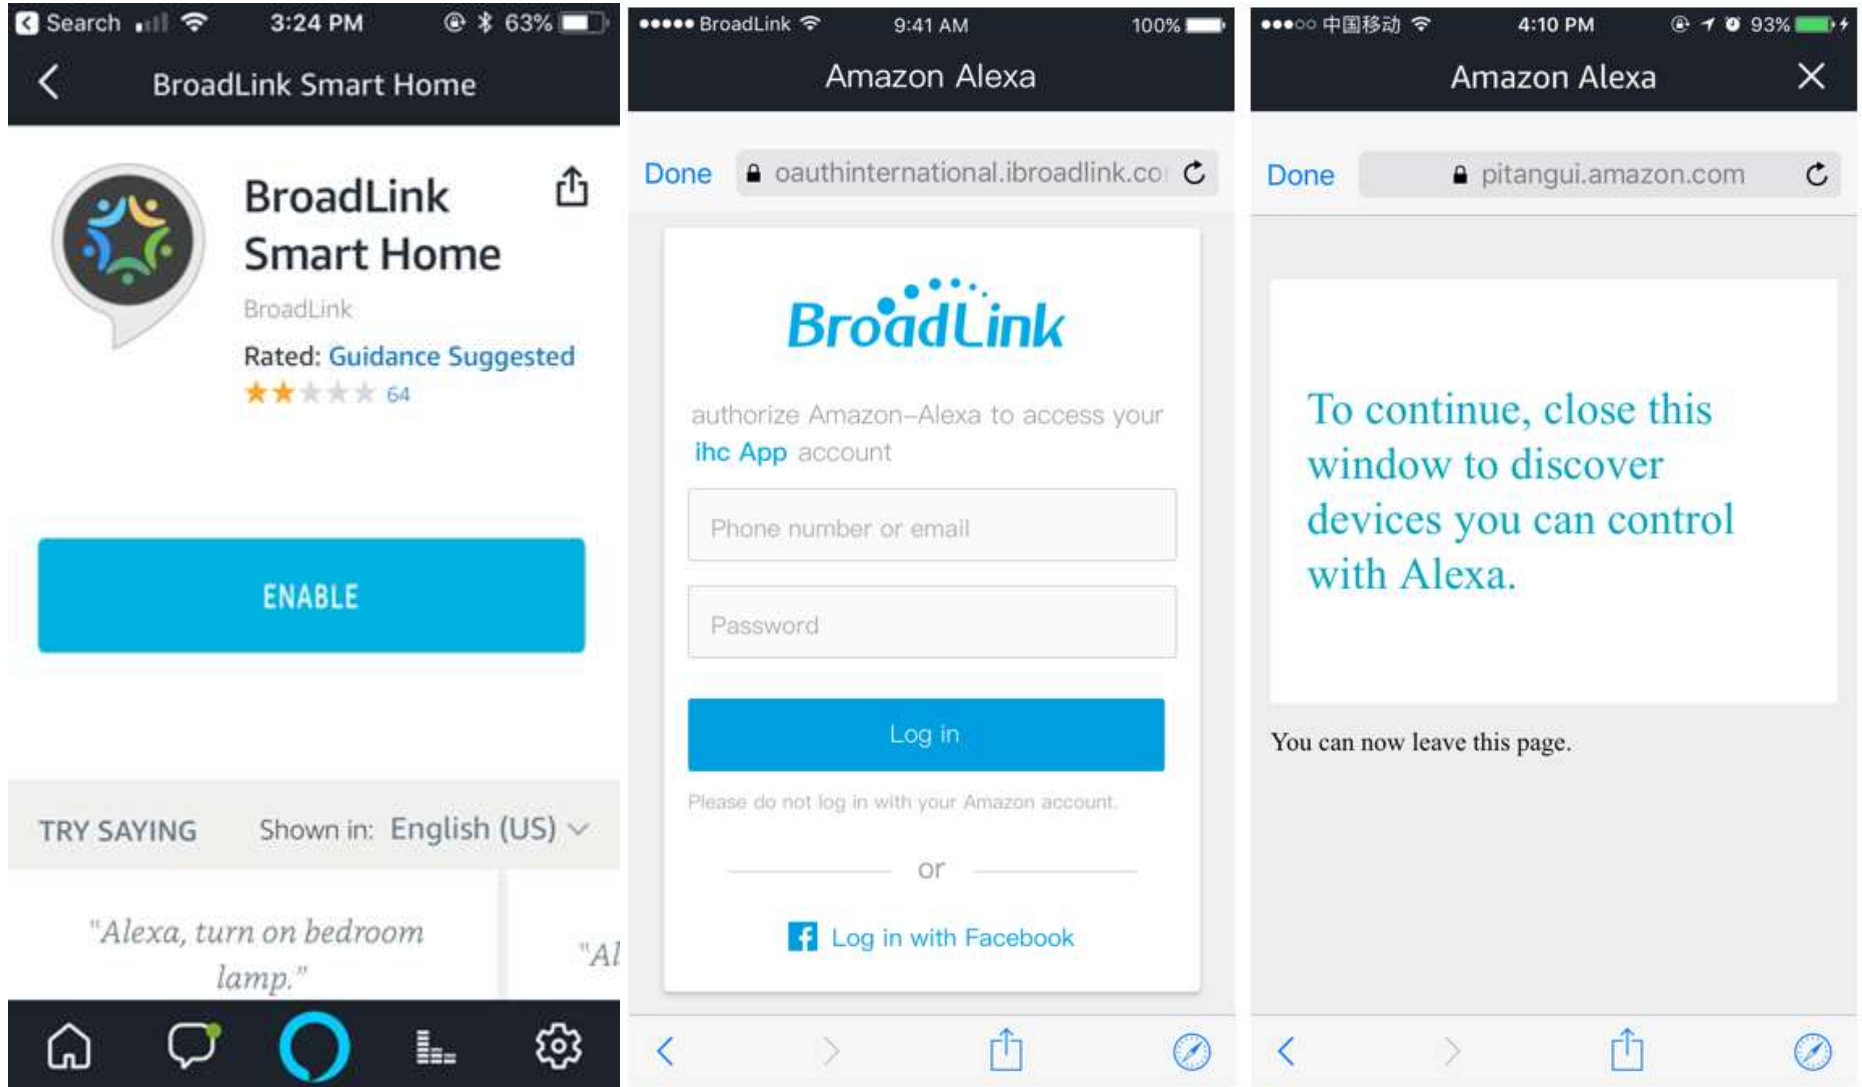 Search 3:24 PM 63%
BroadLink Smart Home
BroadLink
Smart Home
BroadLink
Rated: Guidance Suggested
64
ENABLE
TRY SAYING Shown in: English (US)
"Alexa, turn on bedroom
lamp."
"Al
BroadLink 9:41 AM 100%
Amazon Alexa
Done oauthinternational.ibroadlink.co
BroadLink
authorize Amazon-Alexa to access your
ihc App account
Phone number or email
Password
Log in
Please do not log in with your Amazon account.
or
f Log in with Facebook
中国移动 4:10 PM 93%
Amazon Alexa
Done pitangui.amazon.com
To continue, close this
window to discover
devices you can control
with Alexa.
You can now leave this page.